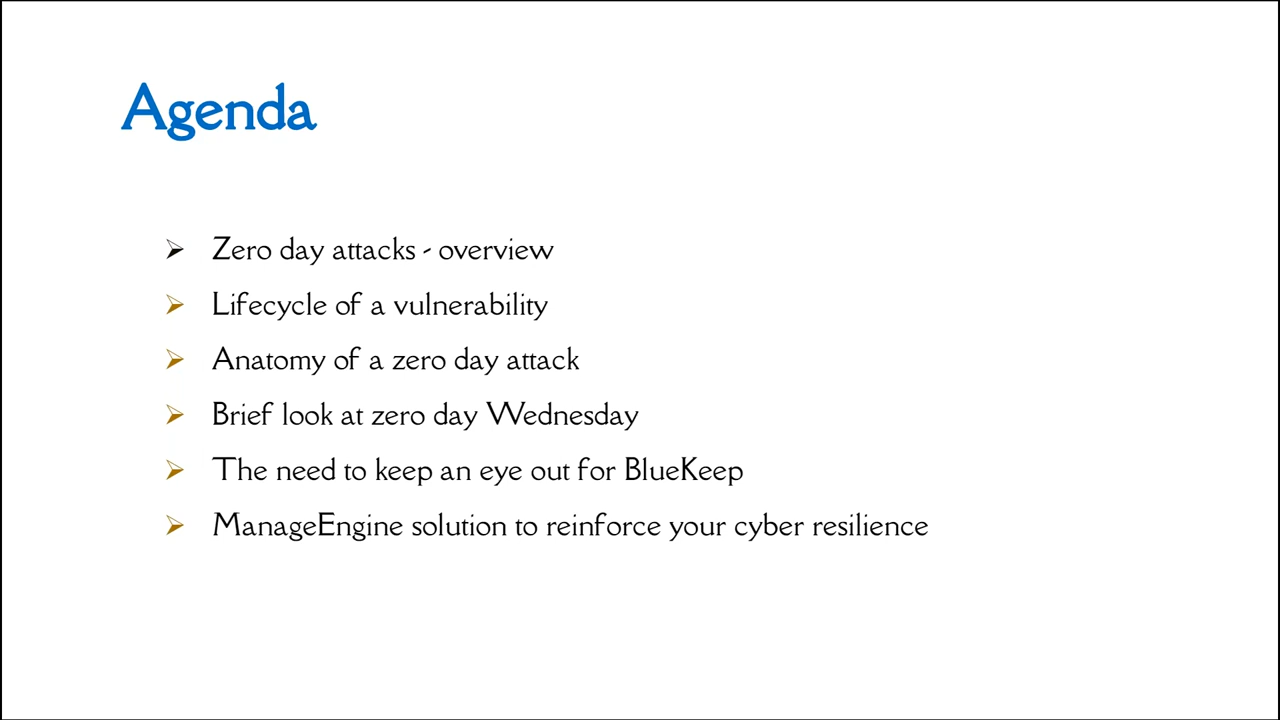 Agenda
Zero day attacks - overview
Lifecycle of a vulnerability
Anatomy of a zero day attack
Brief look at zero day Wednesday
The need to keep an eye out for BlueKeep
ManageEngine solution to reinforce your cyber resilience